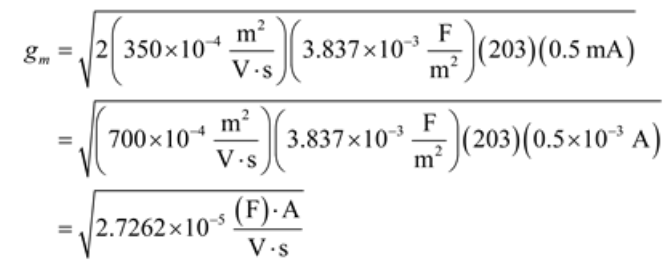 g_m = √(2(350×10⁻⁴ m²/V·s)(3.837×10⁻³ F/m²)(203)(0.5 mA))
= √((700×10⁻⁴ m²/V·s)(3.837×10⁻³ F/m²)(203)(0.5×10⁻³ A))
= √(2.7262×10⁻⁵ (F)·A/V·s)